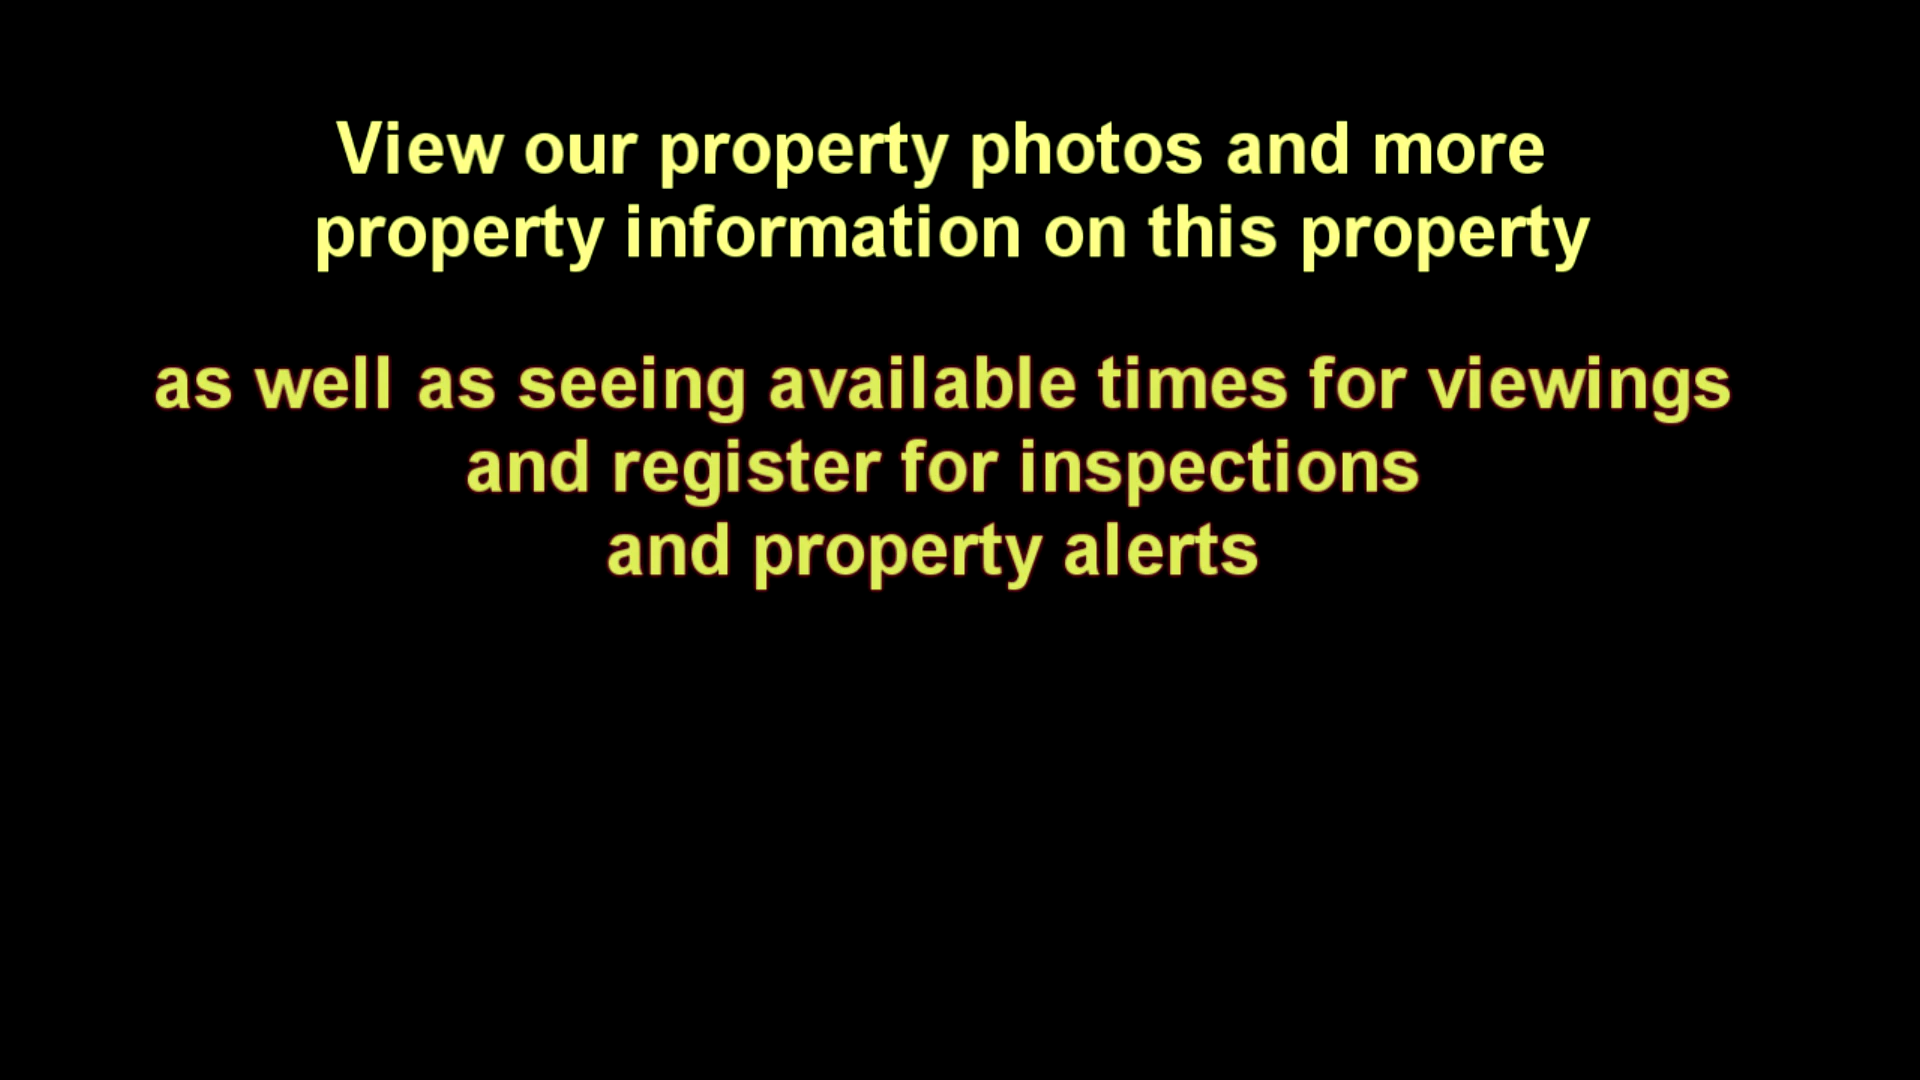 View our property photos and more
property information on this property
as well as seeing available times for viewings
and register for inspections
and property alerts